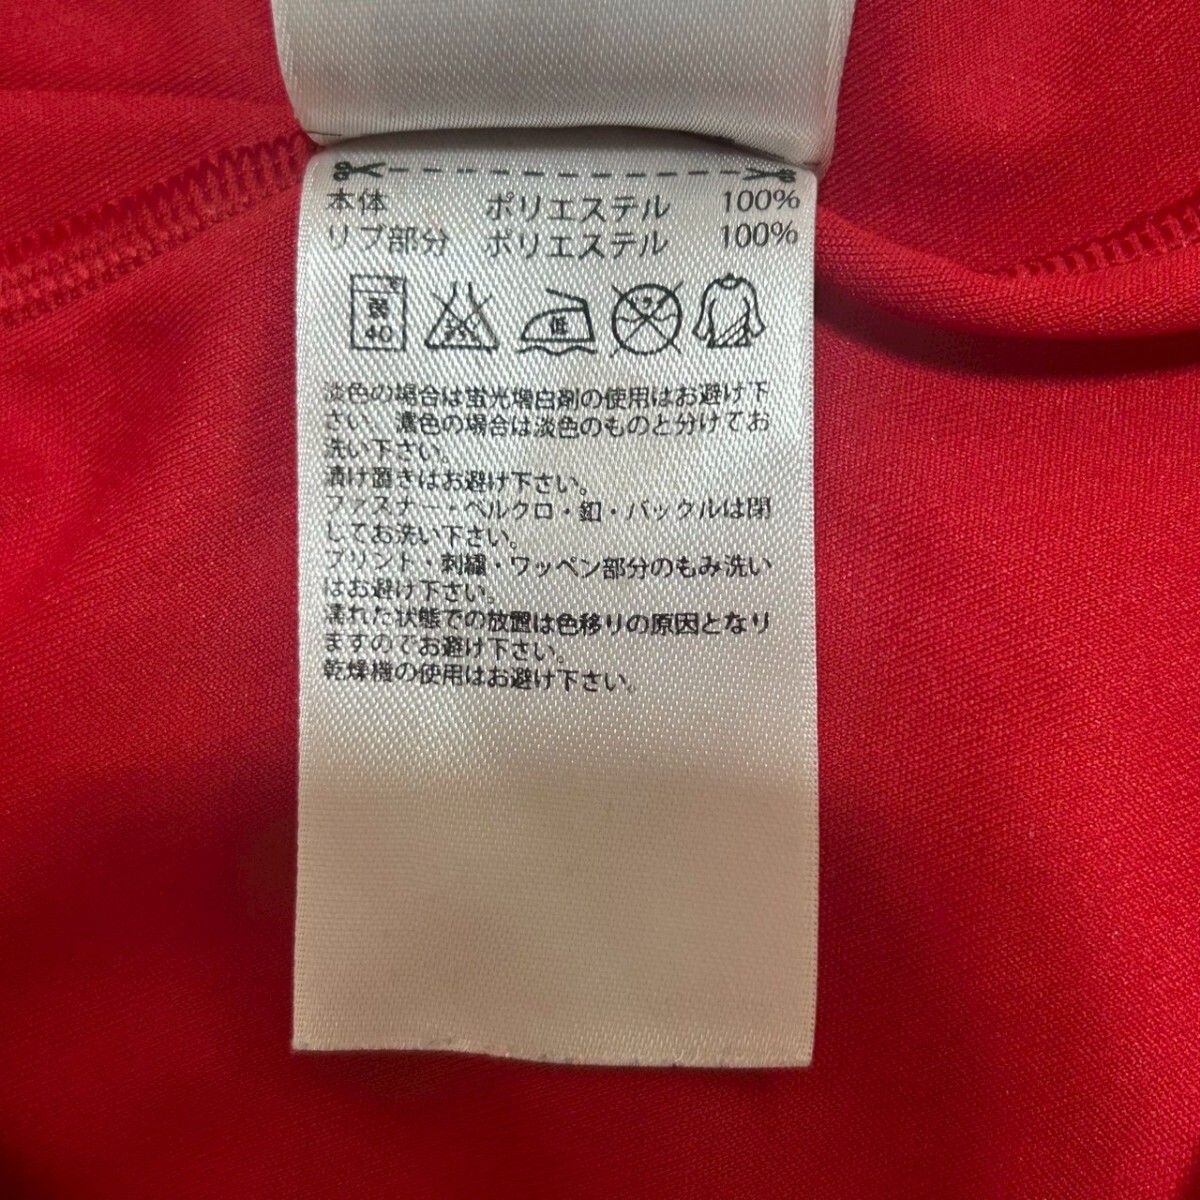 本体 ポリエステル 100%
リブ部分 ポリエステル 100%
弱 40 低
淡色の場合は蛍光増白剤の使用はお避け下
さい 濃色の場合は淡色のものと分けてお
洗い下さい。
漬け置きはお避け下さい。
ファスナー・ベルクロ・釦・バックルは閉
じてお洗い下さい。
プリント・刺繍・ワッペン部分のもみ洗い
はお避け下さい。
濡れた状態での放置は色移りの原因となり
ますのでお避け下さい。
乾燥機の使用はお避け下さい。